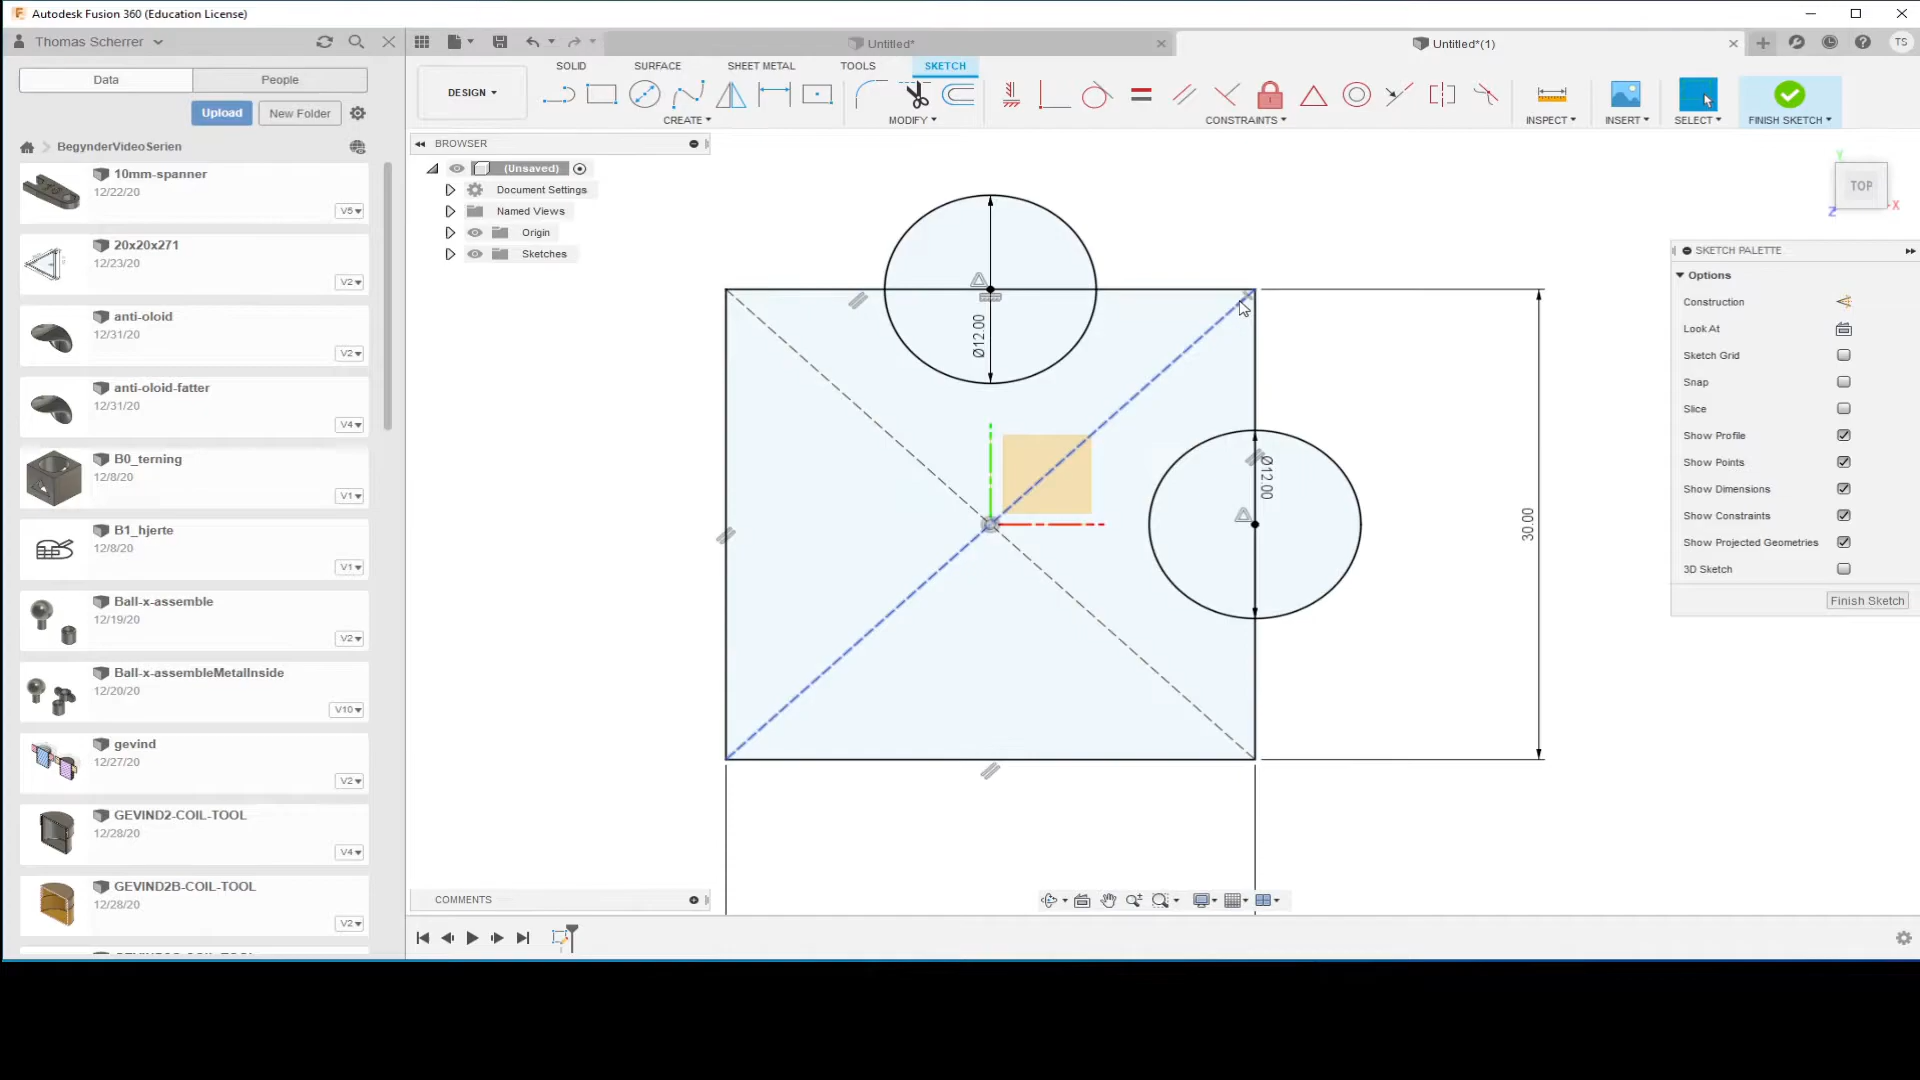 Autodesk Fusion 360 (Education License)
Thomas Scherrer
Untitled*
Untitled*(1)
TS
Data
People
Upload
New Folder
BegynderVideoSerien
10mm-spanner
12/22/20
V5
20x20x271
12/23/20
V2
anti-oloid
12/31/20
V2
anti-oloid-fatter
12/31/20
V4
B0_terning
12/8/20
V1
B1_hjerte
12/8/20
V1
Ball-x-assemble
12/19/20
V2
Ball-x-assembleMetalInside
12/20/20
V10
gevind
12/27/20
V2
GEVIND2-COIL-TOOL
12/28/20
V4
GEVIND2B-COIL-TOOL
12/28/20
V2
DESIGN
SOLID
SURFACE
SHEET METAL
TOOLS
SKETCH
CREATE
MODIFY
CONSTRAINTS
INSPECT
INSERT
SELECT
FINISH SKETCH
BROWSER
(Unsaved)
Document Settings
Named Views
Origin
Sketches
Ø12.00
Ø12.00
30.00
Y
TOP
X
Z
SKETCH PALETTE
Options
Construction
Look At
Sketch Grid
Snap
Slice
Show Profile
Show Points
Show Dimensions
Show Constraints
Show Projected Geometries
3D Sketch
Finish Sketch
COMMENTS